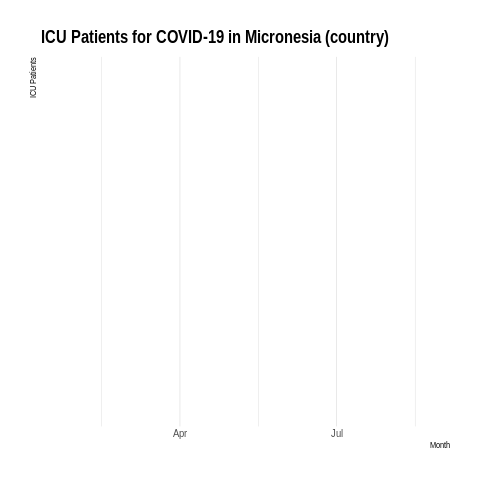 ICU Patients for COVID-19 in Micronesia (country)
ICU Patients
Apr
Jul
Month